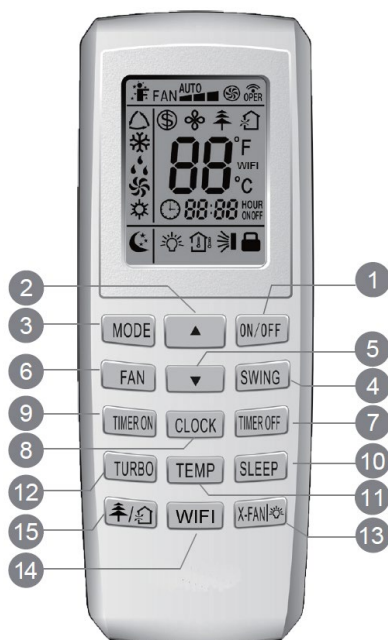 FAN AUTO OPER
$
88 °F
WIFI
°C
88:88 HOUR
ONOFF
1
2
3 MODE ▲ ON/OFF
5
6 FAN ▼ SWING 4
9 TIMER ON CLOCK TIMER OFF 7
8
10
TURBO TEMP SLEEP
12 11
15 WIFI X-FAN 13
14